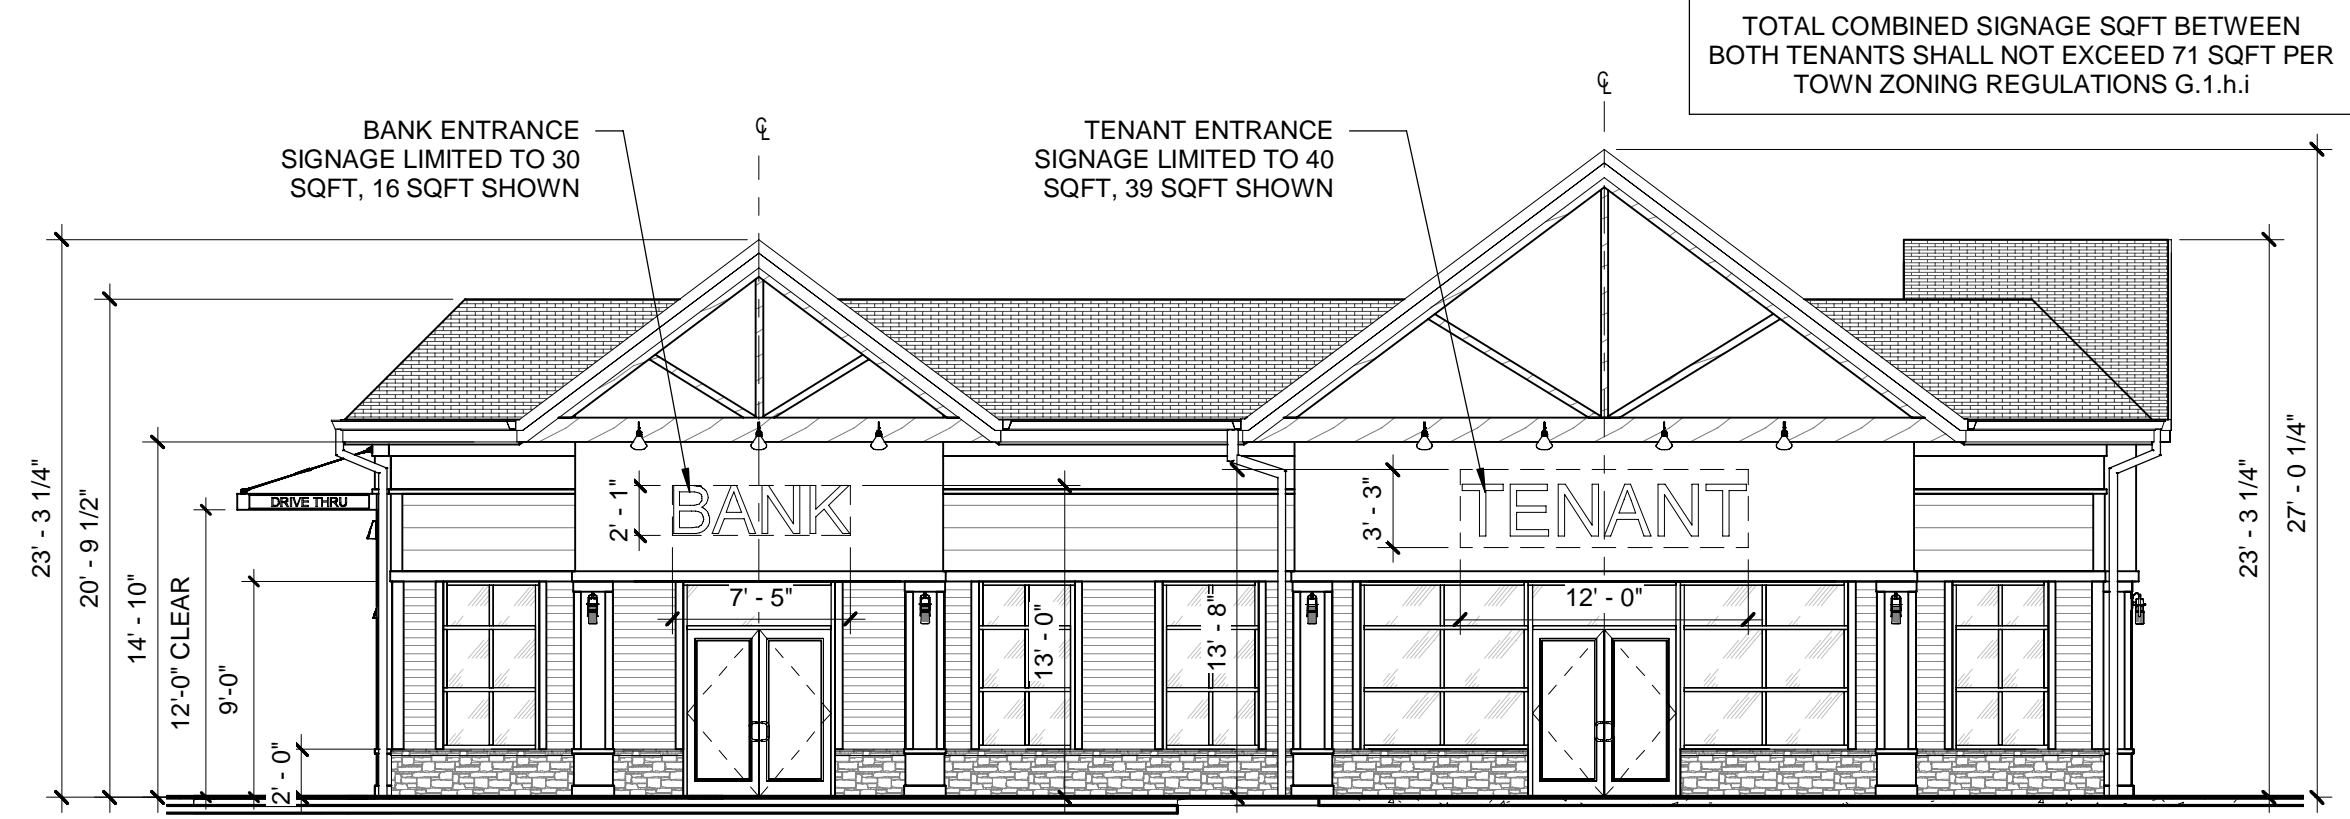 TOTAL COMBINED SIGNAGE SQFT BETWEEN
BOTH TENANTS SHALL NOT EXCEED 71 SQFT PER
TOWN ZONING REGULATIONS G.1.h.i
BANK ENTRANCE
SIGNAGE LIMITED TO 30
SQFT, 16 SQFT SHOWN
℄
TENANT ENTRANCE
SIGNAGE LIMITED TO 40
SQFT, 39 SQFT SHOWN
℄
23' - 3 1/4"
20' - 9 1/2"
14' - 10"
12'-0" CLEAR
9'-0"
2' - 0"
DRIVE THRU
2' - 1"
BANK
7' - 5"
13' - 0"
13' - 8"
3' - 3"
TENANT
12' - 0"
23' - 3 1/4"
27' - 0 1/4"